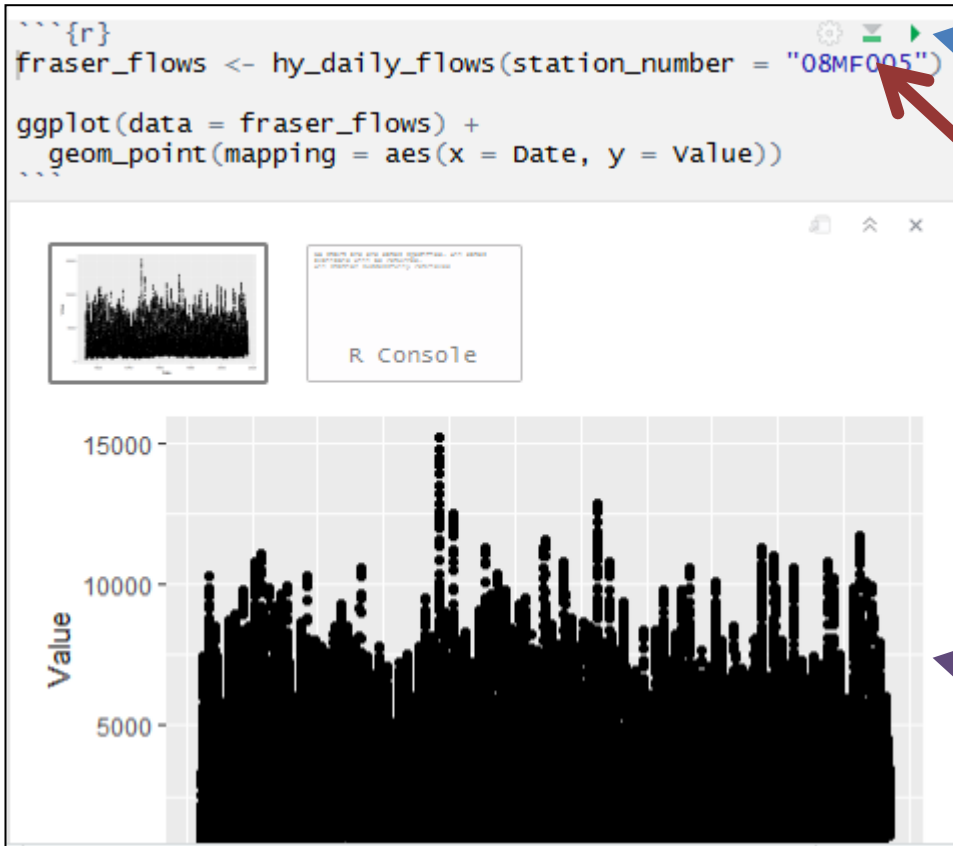 ```{r}
fraser_flows <- hy_daily_flows(station_number = "08MF005")
ggplot(data = fraser_flows) +
geom_point(mapping = aes(x = Date, y = Value))
```
R Console
15000
10000
Value
5000